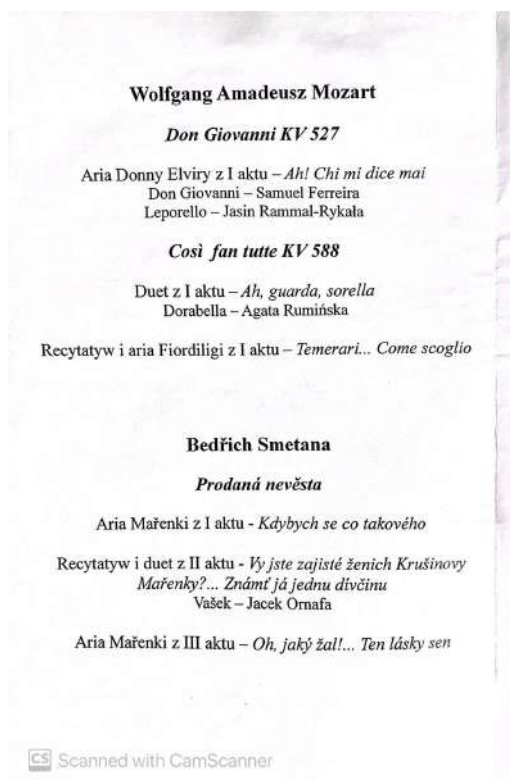 Wolfgang Amadeusz Mozart
Don Giovanni KV 527
Aria Donny Elviry z I aktu – Ah! Chi mi dice mai
Don Giovanni – Samuel Ferreira
Leporello – Jasin Rammal-Rykała
Così fan tutte KV 588
Duet z I aktu – Ah, guarda, sorella
Dorabella – Agata Rumińska
Recytatyw i aria Fiordiligi z I aktu – Temerari... Come scoglio
Bedřich Smetana
Prodaná nevěsta
Aria Mařenki z I aktu - Kdybych se co takového
Recytatyw i duet z II aktu - Vy jste zajisté ženich Krušinovy
Mařenky?... Známť já jednu dívčinu
Vašek – Jacek Ornafa
Aria Mařenki z III aktu – Oh, jaký žal!... Ten lásky sen
CS Scanned with CamScanner